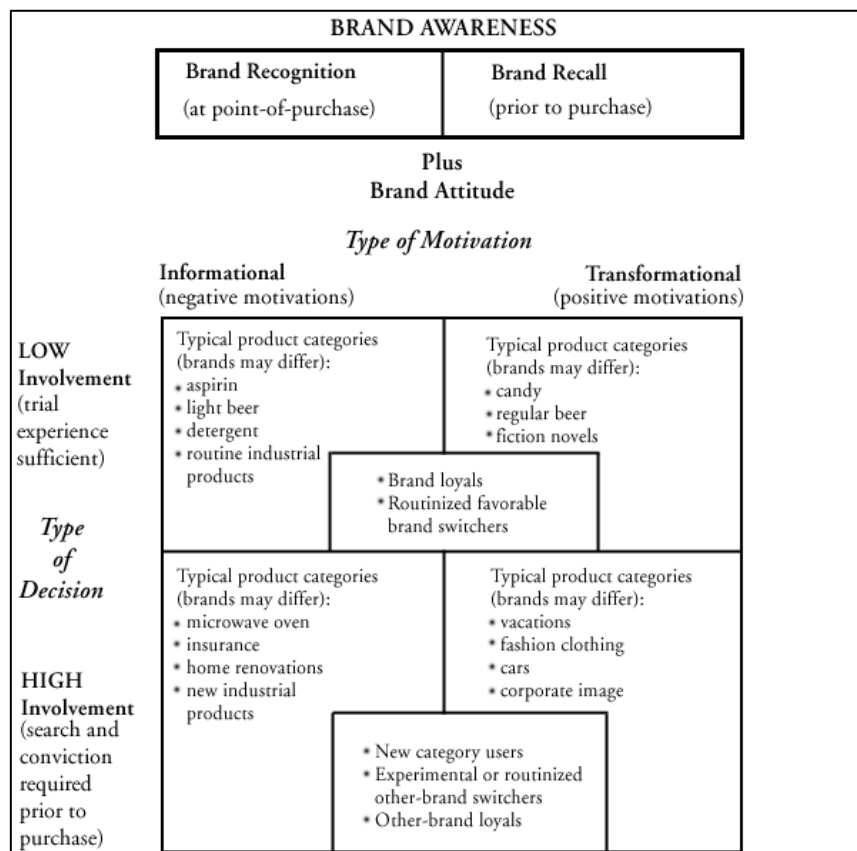 BRAND AWARENESS
Brand Recognition
(at point-of-purchase)
Brand Recall
(prior to purchase)
Plus
Brand Attitude
Type of Motivation
Informational
(negative motivations)
Transformational
(positive motivations)
LOW
Involvement
(trial
experience
sufficient)
Typical product categories
(brands may differ):
* aspirin
* light beer
* detergent
* routine industrial
products
Typical product categories
(brands may differ):
* candy
* regular beer
* fiction novels
* Brand loyals
* Routinized favorable
brand switchers
Type
of
Decision
HIGH
Involvement
(search and
conviction
required
prior to
purchase)
Typical product categories
(brands may differ):
* microwave oven
* insurance
* home renovations
* new industrial
products
Typical product categories
(brands may differ):
* vacations
* fashion clothing
* cars
* corporate image
* New category users
* Experimental or routinized
other-brand switchers
* Other-brand loyals